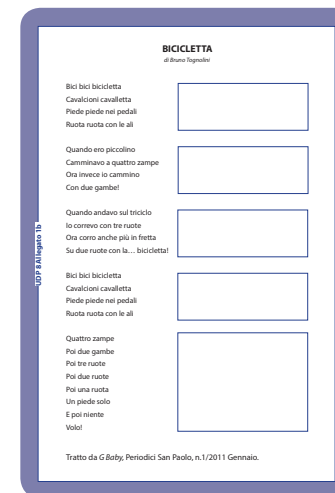 BICICLETTA
di Bruno Tognolini
Bici bici bicicletta
Cavalcioni cavalletta
Piede piede nei pedali
Ruota ruota con le ali
Quando ero piccolino
Camminavo a quattro zampe
Ora invece io cammino
Con due gambe!
Quando andavo sul triciclo
Io correvo con tre ruote
Ora corro anche più in fretta
Su due ruote con la… bicicletta!
Bici bici bicicletta
Cavalcioni cavalletta
Piede piede nei pedali
Ruota ruota con le ali
Quattro zampe
Poi due gambe
Poi tre ruote
Poi due ruote
Poi una ruota
Un piede solo
E poi niente
Volo!
Tratto da G Baby, Periodici San Paolo, n.1/2011 Gennaio.
UDP 8 Allegato 1b